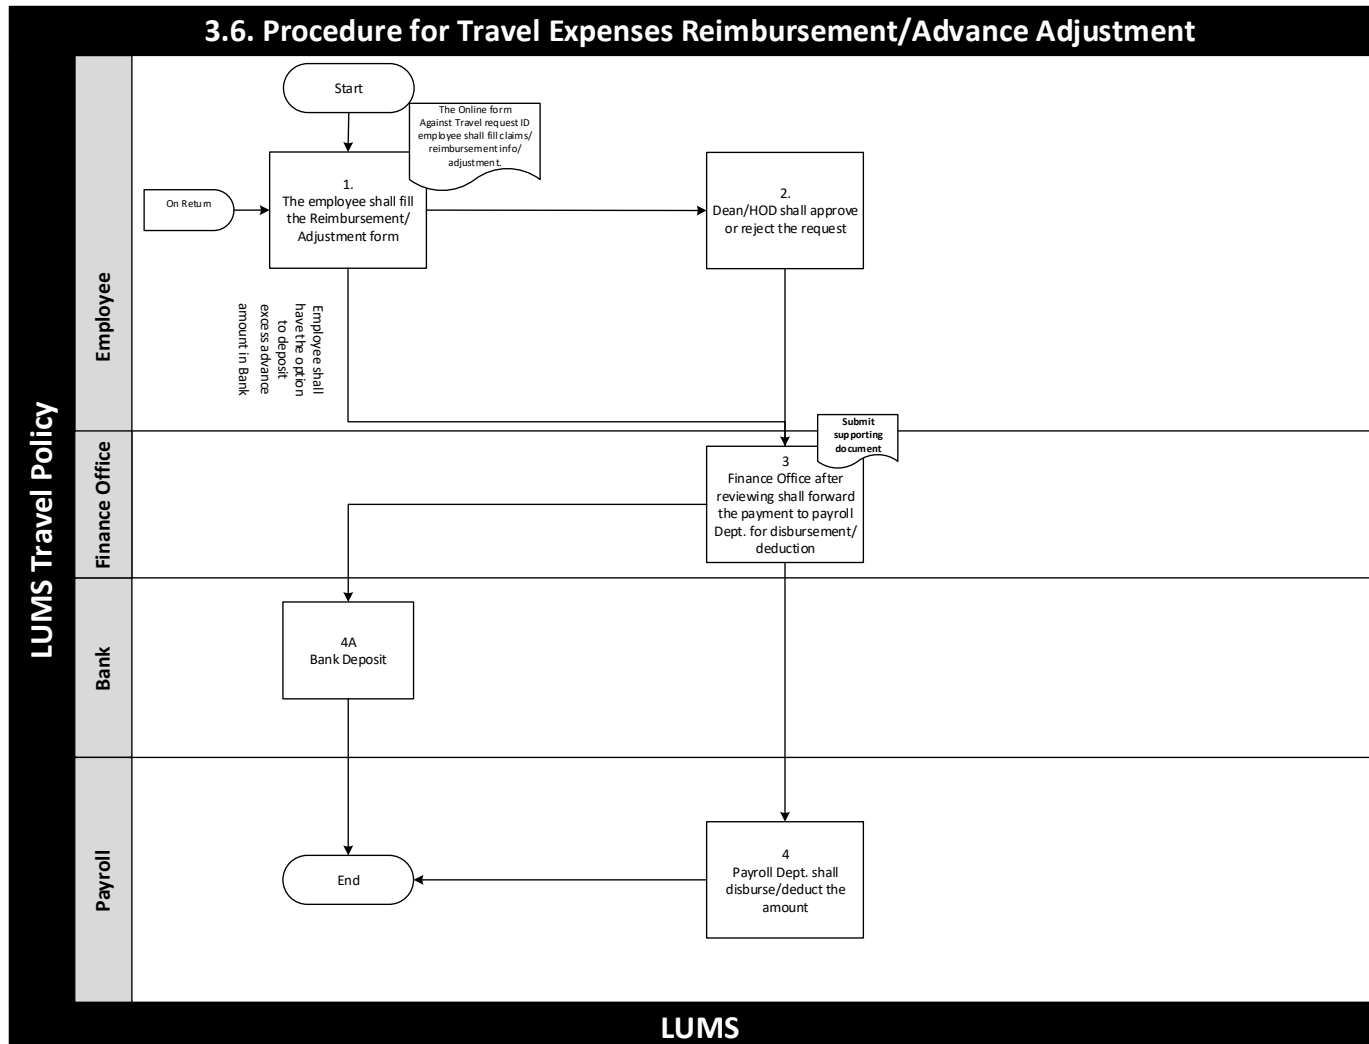 3.6. Procedure for Travel Expenses Reimbursement/Advance Adjustment
LUMS Travel Policy
Employee
Start
The Online form
Against Travel request ID
employee shall fill claims/
reimbursement info/
adjustment.
On Return
1.
The employee shall fill
the Reimbursement/
Adjustment form
2.
Dean/HOD shall approve
or reject the request
Employee shall
have the option
to deposit
excess advance
amount in Bank
Finance Office
Submit
supporting
document
3
Finance Office after
reviewing shall forward
the payment to payroll
Dept. for disbursement/
deduction
Bank
4A
Bank Deposit
Payroll
End
4
Payroll Dept. shall
disburse/deduct the
amount
LUMS